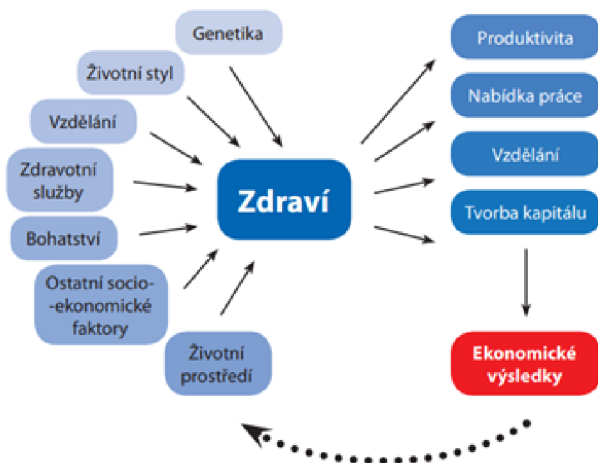 Genetika
Životní styl
Vzdělání
Zdravotní
služby
Bohatství
Ostatní socio-
-ekonomické
faktory
Životní
prostředí
Zdraví
Produktivita
Nabídka práce
Vzdělání
Tvorba kapitálu
Ekonomické
výsledky